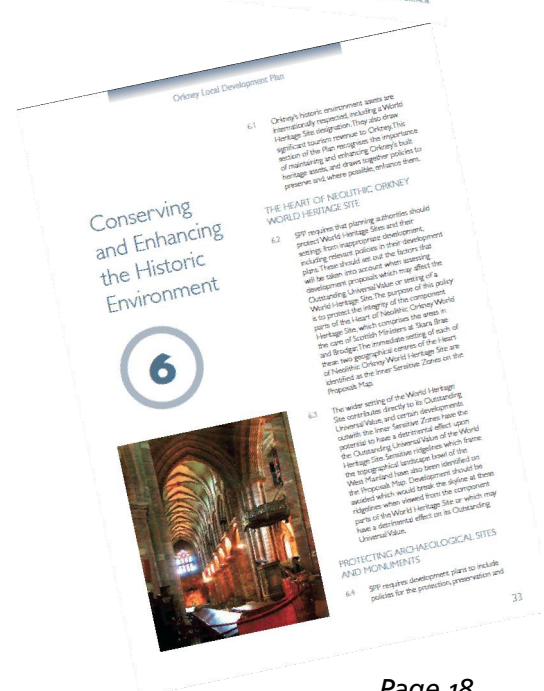 Orkney Local Development Plan
Conserving
and Enhancing
the Historic
Environment
6
6.1 Orkney's historic environment assets are
internationally respected, including a World
Heritage Site designation. They also draw
significant tourism revenue to Orkney. This
section of the Plan recognises the importance
of maintaining and enhancing Orkney's built
heritage assets, and draws together policies to
preserve and, where possible, enhance them.
THE HEART OF NEOLITHIC ORKNEY
WORLD HERITAGE SITE
6.2 SPP requires that planning authorities should
protect World Heritage Sites and their
settings from inappropriate development,
including relevant policies in their development
plan. These should set out the factors that
will be taken into account when assessing
development proposals which may affect the
Outstanding Universal Value or setting of a
World Heritage Site. The purpose of this policy
is to protect the integrity of the component
parts of the Heart of Neolithic Orkney World
Heritage Site, which comprises the areas in
the care of Scottish Ministers at Skara Brae
and Brodgar. The immediate setting of each of
these two geographical centres of the Heart
of Neolithic Orkney World Heritage Site are
identified as the Inner Sensitive Zones on the
Proposals Map.
6.3 The wider setting of the World Heritage
Site contributes directly to its Outstanding
Universal Value, and certain developments
outwith the Inner Sensitive Zones have the
potential to have a detrimental effect upon
the Outstanding Universal Value of the World
Heritage Site. Sensitive ridgelines which frame
the topographical landscape bowl of the
West Mainland have also been identified on
the Proposals Map. Development should be
avoided which would break the skyline at these
ridgelines when viewed from the component
parts of the World Heritage Site or which may
have a detrimental effect on its Outstanding
Universal Value.
PROTECTING ARCHAEOLOGICAL SITES
AND MONUMENTS
6.4 SPP requires development plans to include
policies for the protection, preservation and
33
Page 18